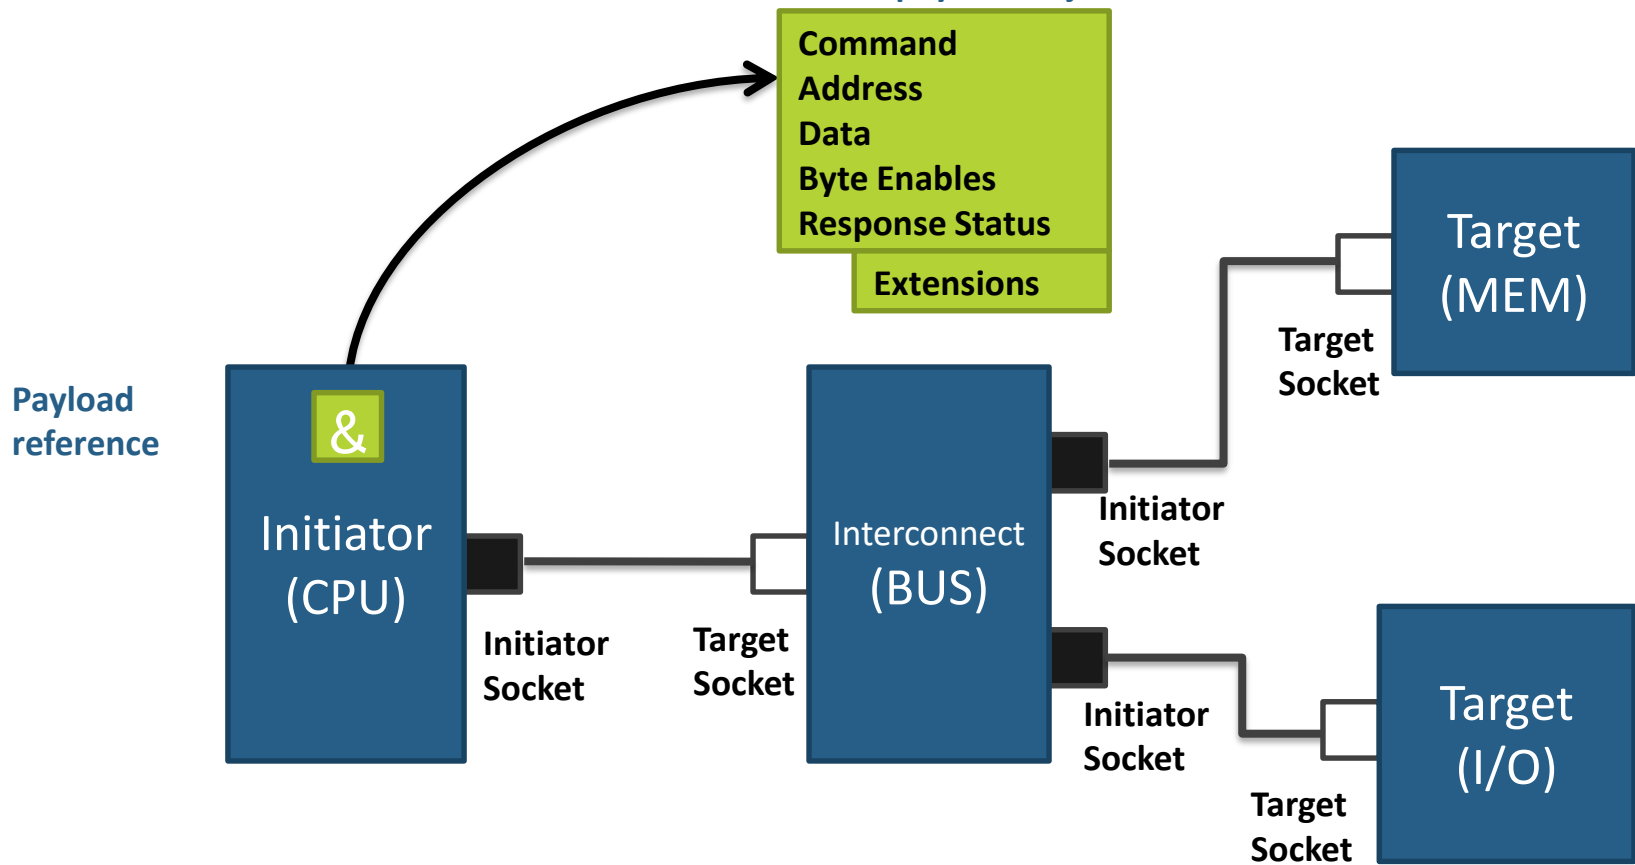 Command
Address
Data
Byte Enables
Response Status
Extensions
Payload
reference
&
Initiator
(CPU)
Initiator
Socket
Target
Socket
Interconnect
(BUS)
Initiator
Socket
Initiator
Socket
Target
Socket
Target
(MEM)
Target
Socket
Target
(I/O)